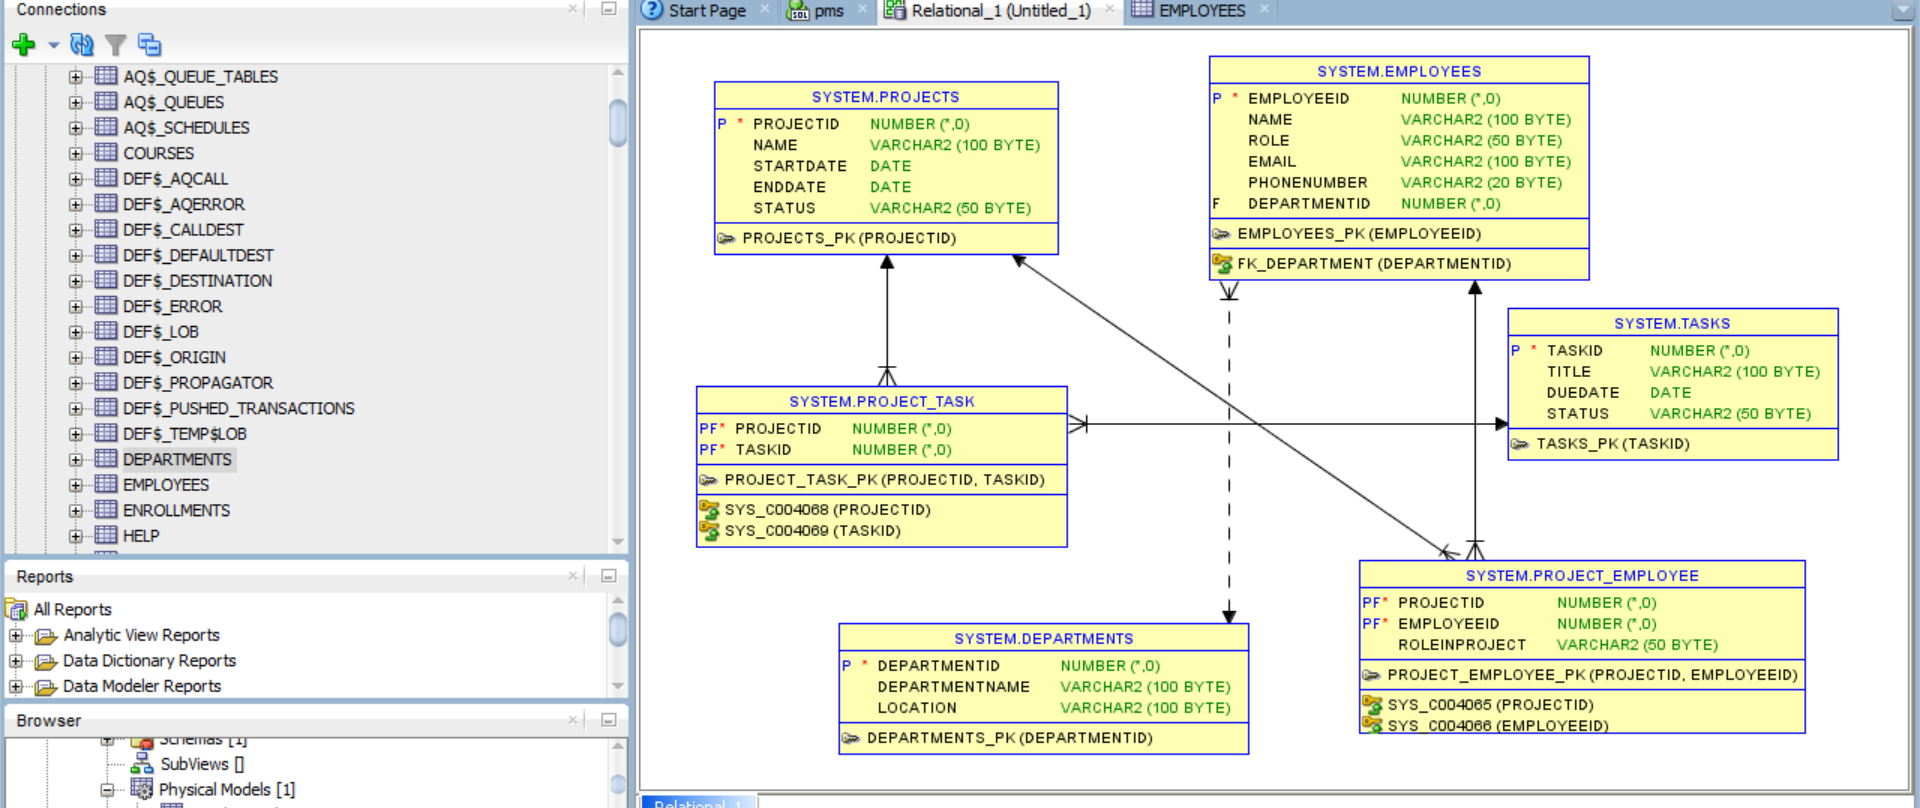 Connections
AQ$_QUEUE_TABLES
AQ$_QUEUES
AQ$_SCHEDULES
COURSES
DEF$_AQCALL
DEF$_AQERROR
DEF$_CALLDEST
DEF$_DEFAULTDEST
DEF$_DESTINATION
DEF$_ERROR
DEF$_LOB
DEF$_ORIGIN
DEF$_PROPAGATOR
DEF$_PUSHED_TRANSACTIONS
DEF$_TEMP$LOB
DEPARTMENTS
EMPLOYEES
ENROLLMENTS
HELP
Reports
All Reports
Analytic View Reports
Data Dictionary Reports
Data Modeler Reports
Browser
Schemas [1]
SubViews []
Physical Models [1]
Start Page
SQL
pms
Relational_1 (Untitled_1)
EMPLOYEES
SYSTEM.PROJECTS
P * PROJECTID NUMBER (*,0)
NAME VARCHAR2 (100 BYTE)
STARTDATE DATE
ENDDATE DATE
STATUS VARCHAR2 (50 BYTE)
PROJECTS_PK (PROJECTID)
SYSTEM.EMPLOYEES
P * EMPLOYEEID NUMBER (*,0)
NAME VARCHAR2 (100 BYTE)
ROLE VARCHAR2 (50 BYTE)
EMAIL VARCHAR2 (100 BYTE)
PHONENUMBER VARCHAR2 (20 BYTE)
F DEPARTMENTID NUMBER (*,0)
EMPLOYEES_PK (EMPLOYEEID)
FK_DEPARTMENT (DEPARTMENTID)
SYSTEM.TASKS
P * TASKID NUMBER (*,0)
TITLE VARCHAR2 (100 BYTE)
DUEDATE DATE
STATUS VARCHAR2 (50 BYTE)
TASKS_PK (TASKID)
SYSTEM.PROJECT_TASK
PF* PROJECTID NUMBER (*,0)
PF* TASKID NUMBER (*,0)
PROJECT_TASK_PK (PROJECTID, TASKID)
SYS_C004068 (PROJECTID)
SYS_C004069 (TASKID)
SYSTEM.PROJECT_EMPLOYEE
PF* PROJECTID NUMBER (*,0)
PF* EMPLOYEEID NUMBER (*,0)
ROLEINPROJECT VARCHAR2 (50 BYTE)
PROJECT_EMPLOYEE_PK (PROJECTID, EMPLOYEEID)
SYS_C004065 (PROJECTID)
SYS_C004066 (EMPLOYEEID)
SYSTEM.DEPARTMENTS
P * DEPARTMENTID NUMBER (*,0)
DEPARTMENTNAME VARCHAR2 (100 BYTE)
LOCATION VARCHAR2 (100 BYTE)
DEPARTMENTS_PK (DEPARTMENTID)
Relational_1